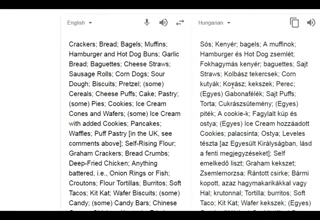 English
Hungarian
Crackers; Bread; Bagels; Muffins;
Hamburger and Hot Dog Buns; Garlic
Bread; Baguettes; Cheese Straws;
Sausage Rolls; Corn Dogs; Sour
Dough; Biscuits; Pretzel; (some)
Cereals; Cheese Puffs; Cake; Pastry;
(some) Pies; Cookies; Ice Cream
Cones and Wafers; (some) Ice Cream
with added Cookies; Pancakes;
Waffles; Puff Pastry [in the UK, see
comments above]; Self-Rising Flour;
Graham Crackers; Bread Crumbs;
Deep-Fried Chicken; Anything
battered, i.e., Onion Rings or Fish;
Croutons; Flour Tortillas; Burritos; Soft
Tacos; Kit Kat; Wafer Biscuits; (some)
Candy; (some) Candy Bars; Chinese
Sós; Kenyér; bagels; A muffinok;
Hamburger és Hot Dog zsemlét;
Fokhagymás kenyér; baguettes; Sajt
Straws; Kolbász tekercsek; Corn
kutyák; kekszek; Perec;
(Egyes) Gabonafélék; Sajt Puffs;
Torta; Cukrászsütemény; (Egyes)
piték; A cookie-k; Fagylalt kúp és
ostya; (Egyes) Ice Cream hozzáadott
Cookies; palacsinta; Ostya; Leveles
tészta [az Egyesült Királyságban, lásd
a fenti megjegyzéseket]; Self
emelkedő liszt; Graham kekszet;
Zsemlemorzsa; Rántott csirke; Bármi
kopott, azaz hagymakarikákkal vagy
Hal; krutonnal; Tortilla; burritos; Soft
Tacos; Kit Kat; Wafer keksz; (Egyes)